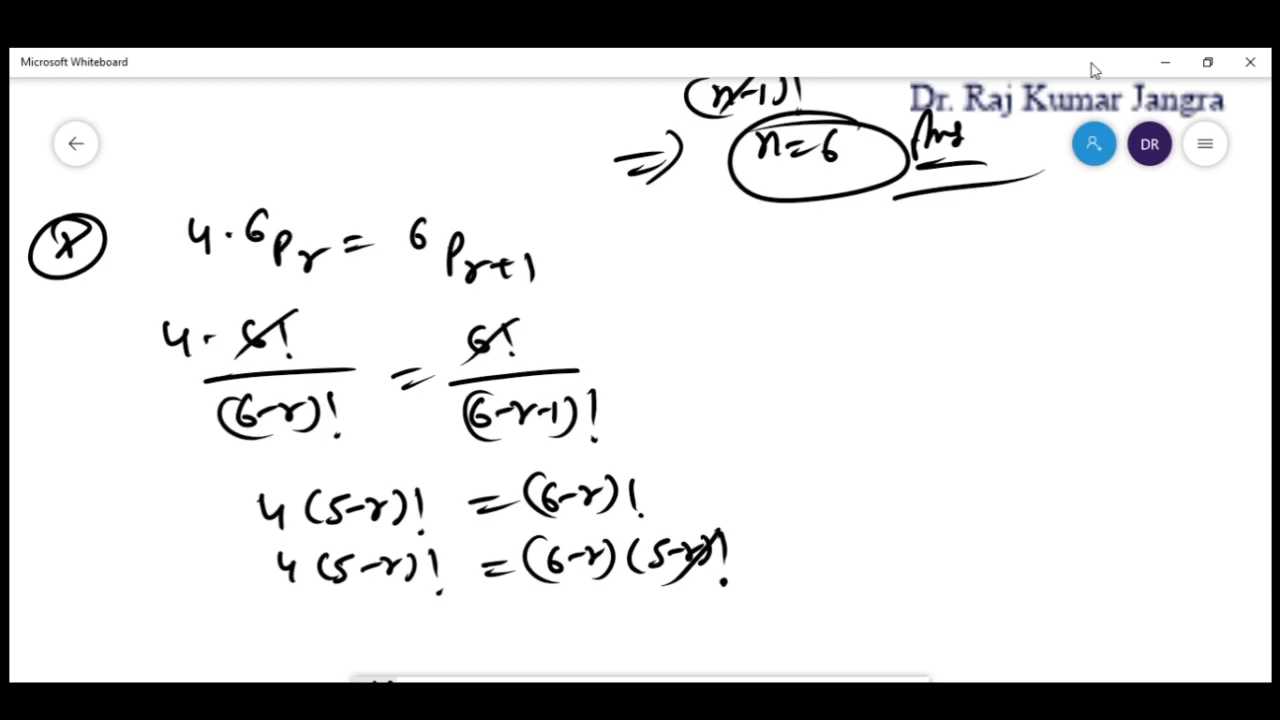 Microsoft Whiteboard
(n-1)!
Dr. Raj Kumar Jangra
=) n=6 Ans
DR
4 · 6Pr = 6Pr+1
4 · 6! / (6-r)! = 6! / (6-r-1)!
4 (5-r)! = (6-r)!
4 (5-r)! = (6-r) (5-r)!